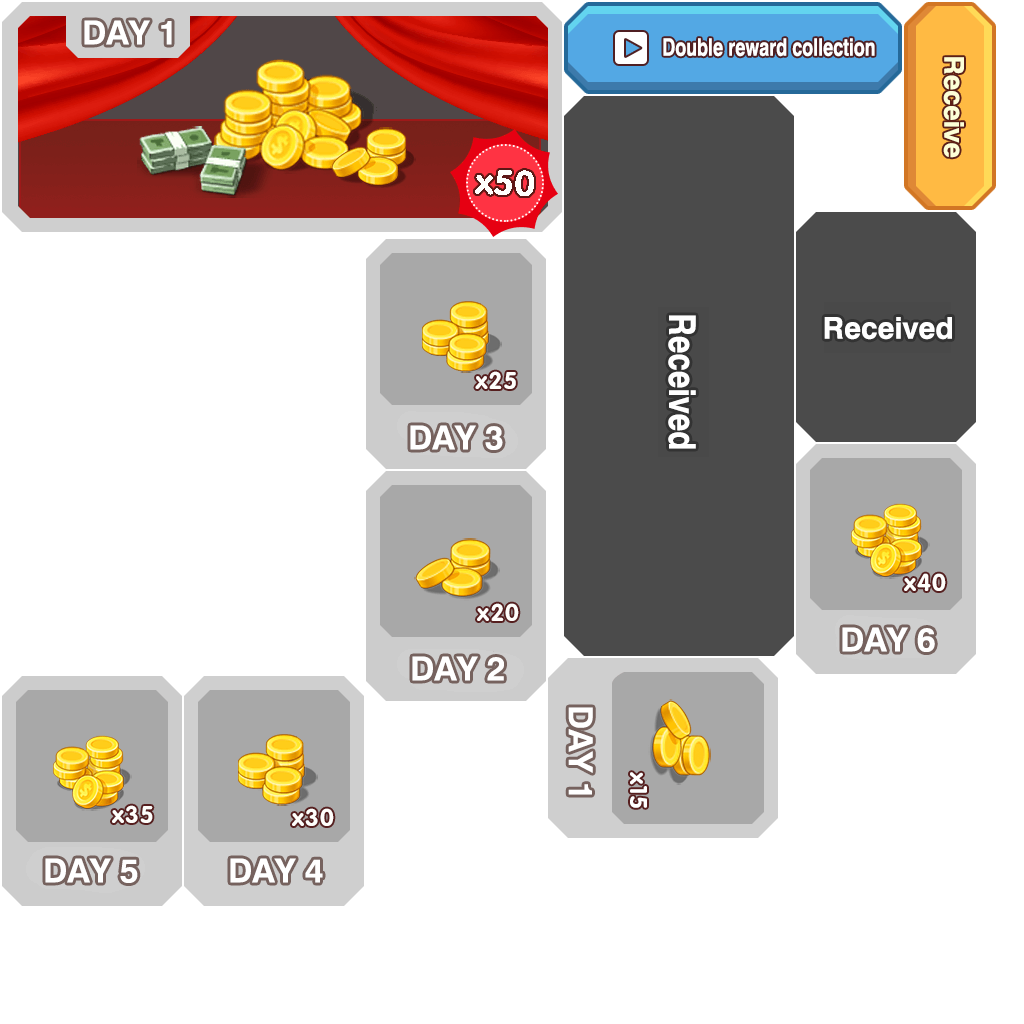 DAY 1
x50
Double reward collection
Receive
Received
Received
x25
DAY 3
x20
DAY 2
x40
DAY 6
DAY 1
x15
x35
DAY 5
x30
DAY 4